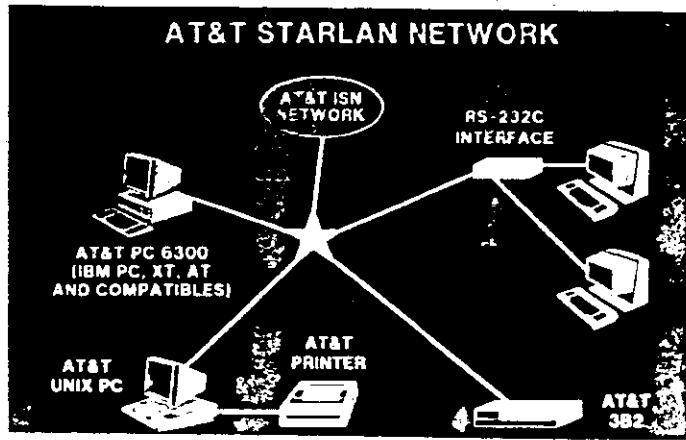 AT&T STARLAN NETWORK
AT&T ISN
NETWORK
RS-232C
INTERFACE
AT&T PC 6300
(IBM PC, XT, AT
AND COMPATIBLES)
AT&T
UNIX PC
AT&T
PRINTER
AT&T
3B2